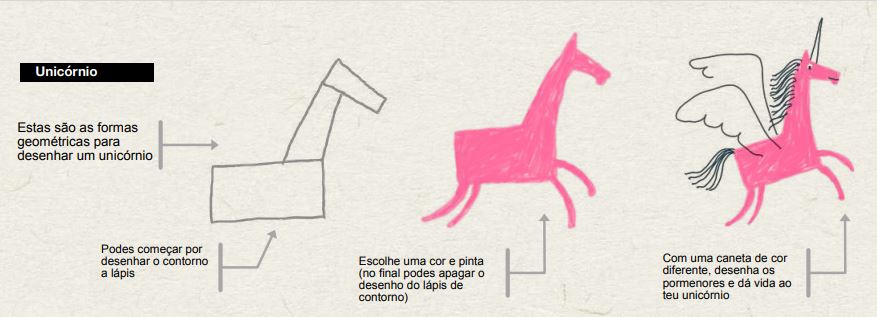 Unicórnio
Estas são as formas
geométricas para
desenhar um unicórnio
Podes começar por
desenhar o contorno
a lápis
Escolhe uma cor e pinta
(no final podes apagar o
desenho do lápis de
contorno)
Com uma caneta de cor
diferente, desenha os
pormenores e dá vida ao
teu unicórnio